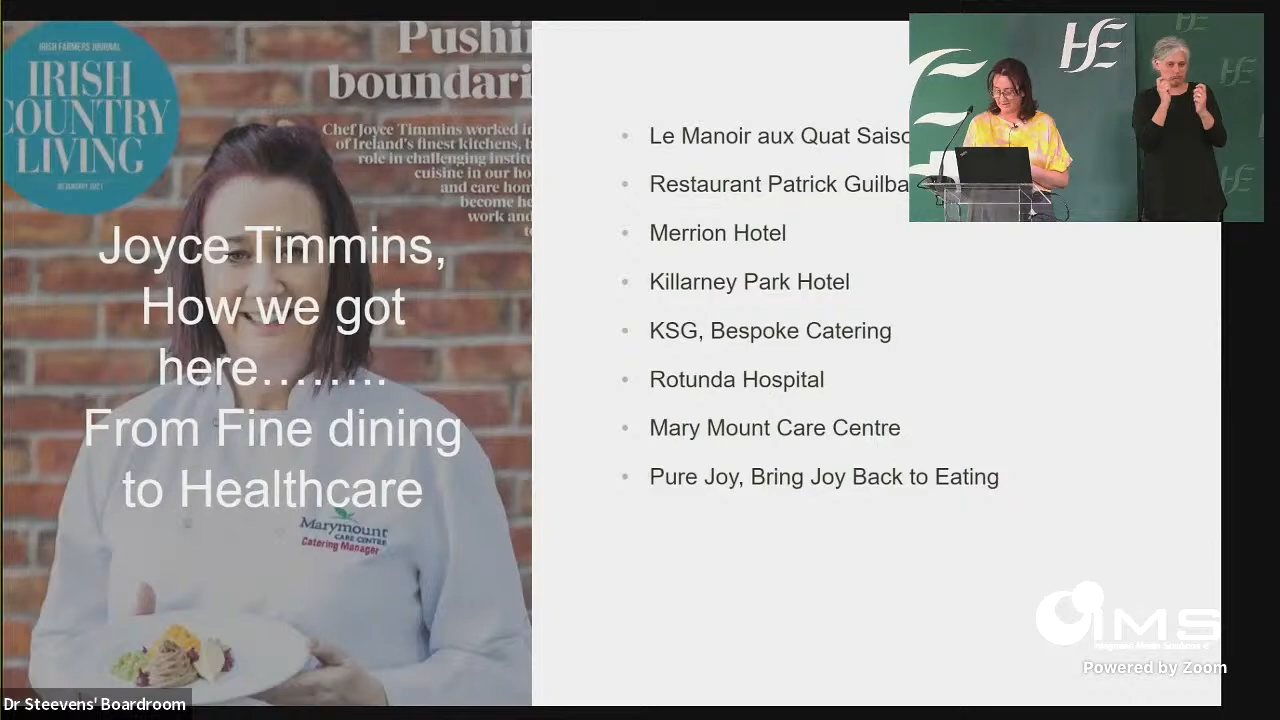 IRISH FARMERS JOURNAL
IRISH
COUNTRY
LIVING
Pushin
boundari
Chef Joyce Timmins worked in
of Ireland's finest kitchens, h
role in challenging institu
cuisine in our ho
and care hom
become he
work and
Joyce Timmins,
How we got
here........
From Fine dining
to Healthcare
Marymount
CARE CENTRE
Catering Manager
• Le Manoir aux Quat Saiso
• Restaurant Patrick Guilba
• Merrion Hotel
• Killarney Park Hotel
• KSG, Bespoke Catering
• Rotunda Hospital
• Mary Mount Care Centre
• Pure Joy, Bring Joy Back to Eating
HSE
IMS
Powered by Zoom
Dr Steevens' Boardroom